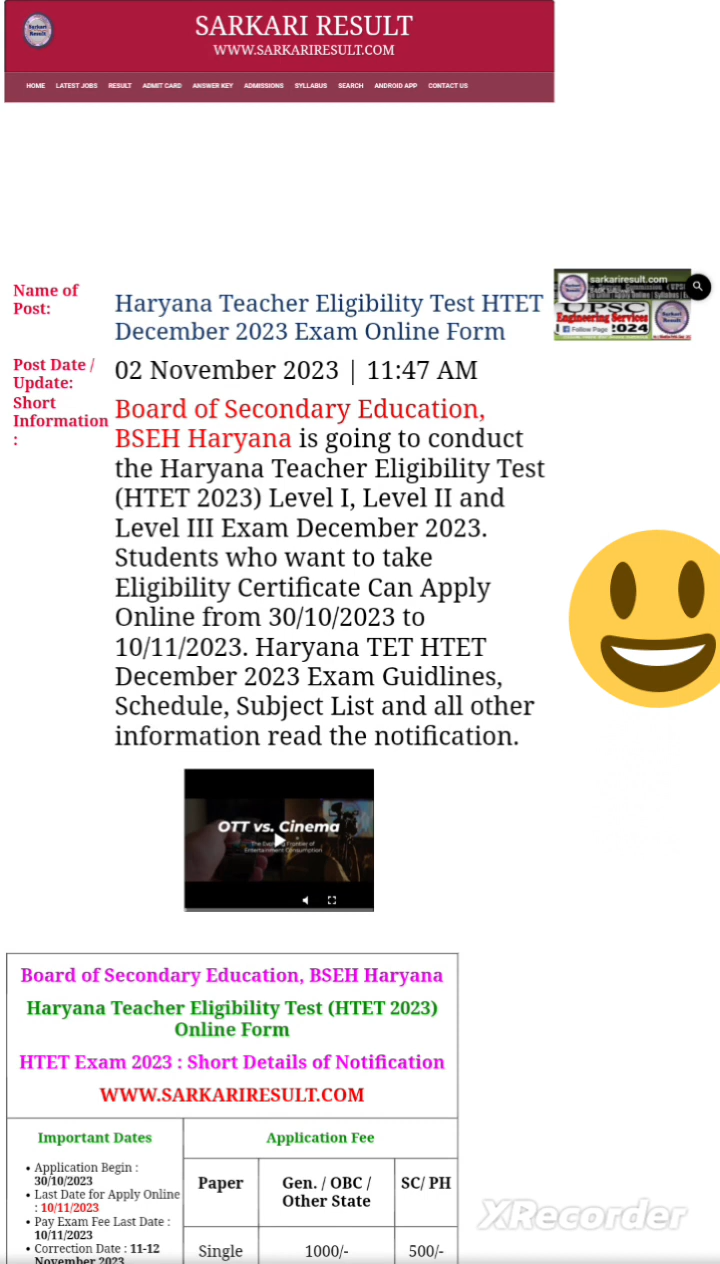 SARKARI RESULT
WWW.SARKARIRESULT.COM
Sarkari
Result
HOME LATEST JOBS RESULT ADMIT CARD ANSWER KEY ADMISSIONS SYLLABUS SEARCH ANDROID APP CONTACT US
Name of
Post:
Haryana Teacher Eligibility Test HTET
December 2023 Exam Online Form
sarkariresult.com
UPSC
Engineering Services
Follow Page
2024
Post Date /
Update:
02 November 2023 | 11:47 AM
Short
Information
:
Board of Secondary Education,
BSEH Haryana is going to conduct
the Haryana Teacher Eligibility Test
(HTET 2023) Level I, Level II and
Level III Exam December 2023.
Students who want to take
Eligibility Certificate Can Apply
Online from 30/10/2023 to
10/11/2023. Haryana TET HTET
December 2023 Exam Guidlines,
Schedule, Subject List and all other
information read the notification.
OTT vs. Cinema
Frontier of
Entertainment Consumption
Board of Secondary Education, BSEH Haryana
Haryana Teacher Eligibility Test (HTET 2023)
Online Form
HTET Exam 2023 : Short Details of Notification
WWW.SARKARIRESULT.COM
Important Dates
• Application Begin :
30/10/2023
• Last Date for Apply Online
: 10/11/2023
• Pay Exam Fee Last Date :
10/11/2023
• Correction Date : 11-12
November 2023
Application Fee
Paper
Gen. / OBC /
Other State
SC/ PH
Single 1000/- 500/-
XRecorder